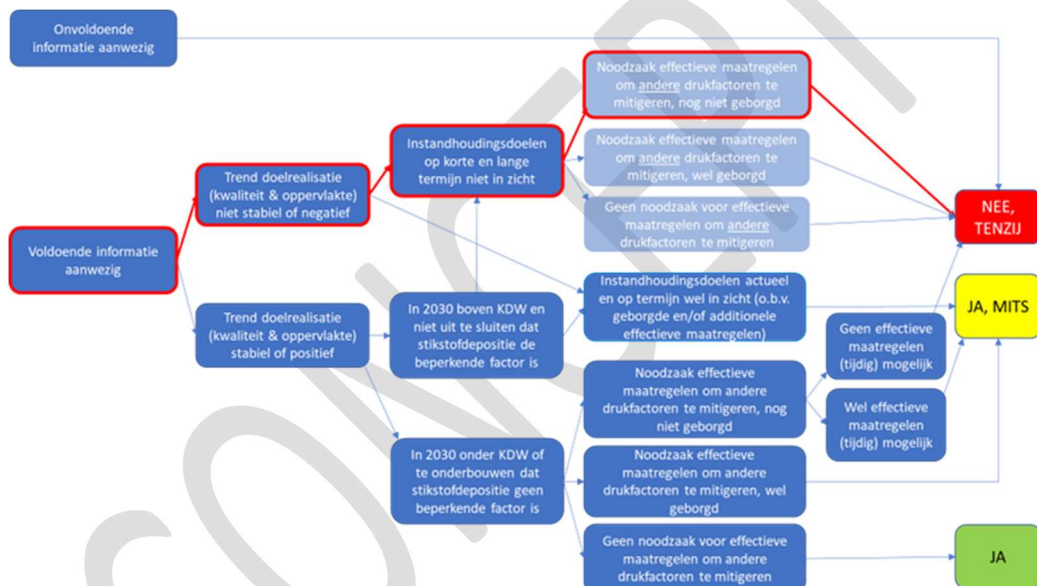 Onvoldoende
informatie aanwezig
Voldoende informatie
aanwezig
Trend doelrealisatie
(kwaliteit & oppervlakte)
niet stabiel of negatief
Trend doelrealisatie
(kwaliteit & oppervlakte)
stabiel of positief
Instandhoudingsdoelen
op korte en lange
termijn niet in zicht
In 2030 boven KDW en
niet uit te sluiten dat
stikstofdepositie de
beperkende factor is
In 2030 onder KDW of
te onderbouwen dat
stikstofdepositie geen
beperkende factor is
Noodzaak effectieve maatregelen
om andere drukfactoren te
mitigeren, nog niet geborgd
Noodzaak effectieve maatregelen
om andere drukfactoren te
mitigeren, wel geborgd
Geen noodzaak voor effectieve
maatregelen om andere
drukfactoren te mitigeren
Instandhoudingsdoelen actueel
en op termijn wel in zicht (o.b.v.
geborgde en/of additionele
effectieve maatregelen)
Noodzaak effectieve
maatregelen om andere
drukfactoren te mitigeren, nog
niet geborgd
Noodzaak effectieve
maatregelen om andere
drukfactoren te mitigeren, wel
geborgd
Geen noodzaak voor effectieve
maatregelen om andere
drukfactoren te mitigeren
Geen effectieve
maatregelen
(tijdig) mogelijk
Wel effectieve
maatregelen
(tijdig) mogelijk
NEE,
TENZIJ
JA, MITS
JA